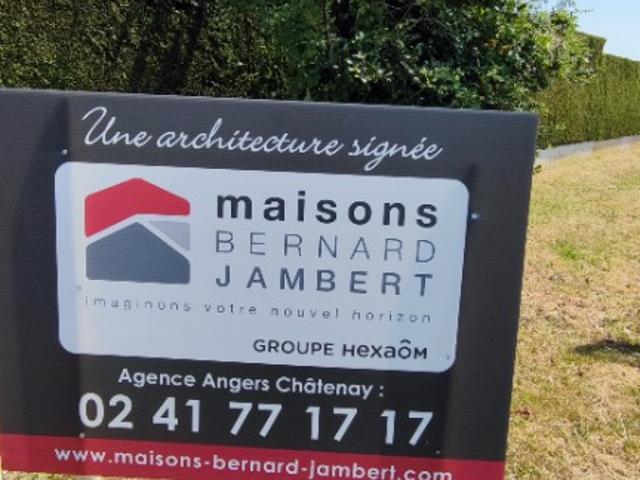 Une architecture signée
maisons
BERNARD
JAMBERT
imaginons votre nouvel horizon
GROUPE HEXAÔM
Agence Angers Châtenay :
02 41 77 17 17
www.maisons-bernard-jambert.com